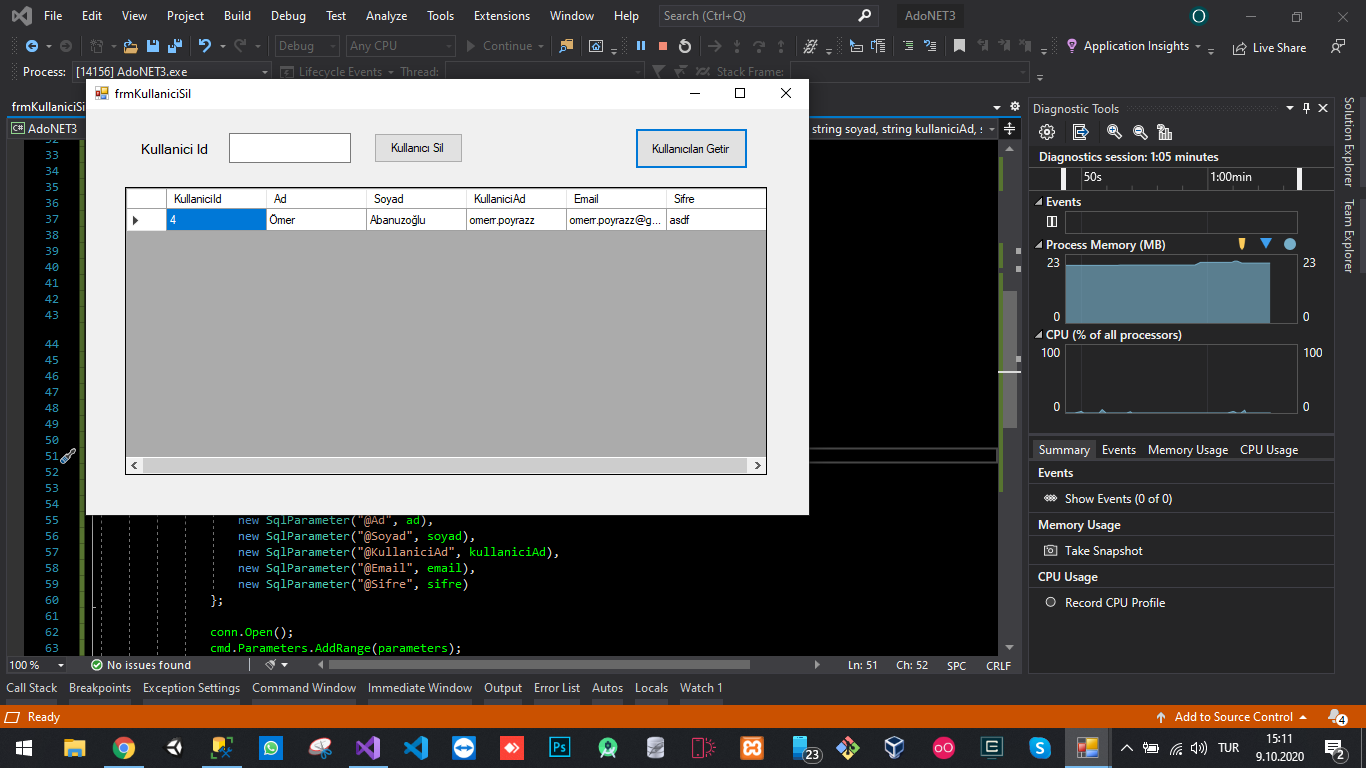 File Edit View Project Build Debug Test Analyze Tools Extensions Window Help Search (Ctrl+Q) AdoNET3 O
Debug Any CPU Continue Application Insights Live Share
Process: [14156] AdoNET3.exe Lifecycle Events Thread: Stack Frame:
frmKullaniciSil
frmKullaniciSi
C# AdoNET3
string soyad, string kullaniciAd, s
Kullanici Id
Kullanıcı Sil
Kullanıcıları Getir
KullaniciId Ad Soyad KullaniciAd Email Sifre
4 Ömer Abanuzoğlu omerr.poyrazz omerr.poyrazz@g... asdf
32
33
34
35
36
37
38
39
40
41
42
43
44
45
46
47
48
49
50
51
52
53
55 new SqlParameter("@Ad", ad),
56 new SqlParameter("@Soyad", soyad),
57 new SqlParameter("@KullaniciAd", kullaniciAd),
58 new SqlParameter("@Email", email),
59 new SqlParameter("@Sifre", sifre)
60 };
61
62 conn.Open();
63 cmd.Parameters.AddRange(parameters);
100 % No issues found Ln: 51 Ch: 52 SPC CRLF
Diagnostic Tools
Diagnostics session: 1:05 minutes
50s 1:00min
Events
Process Memory (MB)
23 23
0 0
CPU (% of all processors)
100 100
0 0
Summary Events Memory Usage CPU Usage
Events
Show Events (0 of 0)
Memory Usage
Take Snapshot
CPU Usage
Record CPU Profile
Solution Explorer
Team Explorer
Call Stack Breakpoints Exception Settings Command Window Immediate Window Output Error List Autos Locals Watch 1
Ready Add to Source Control 4
Ps 23 TUR 15:11
9.10.2020 2